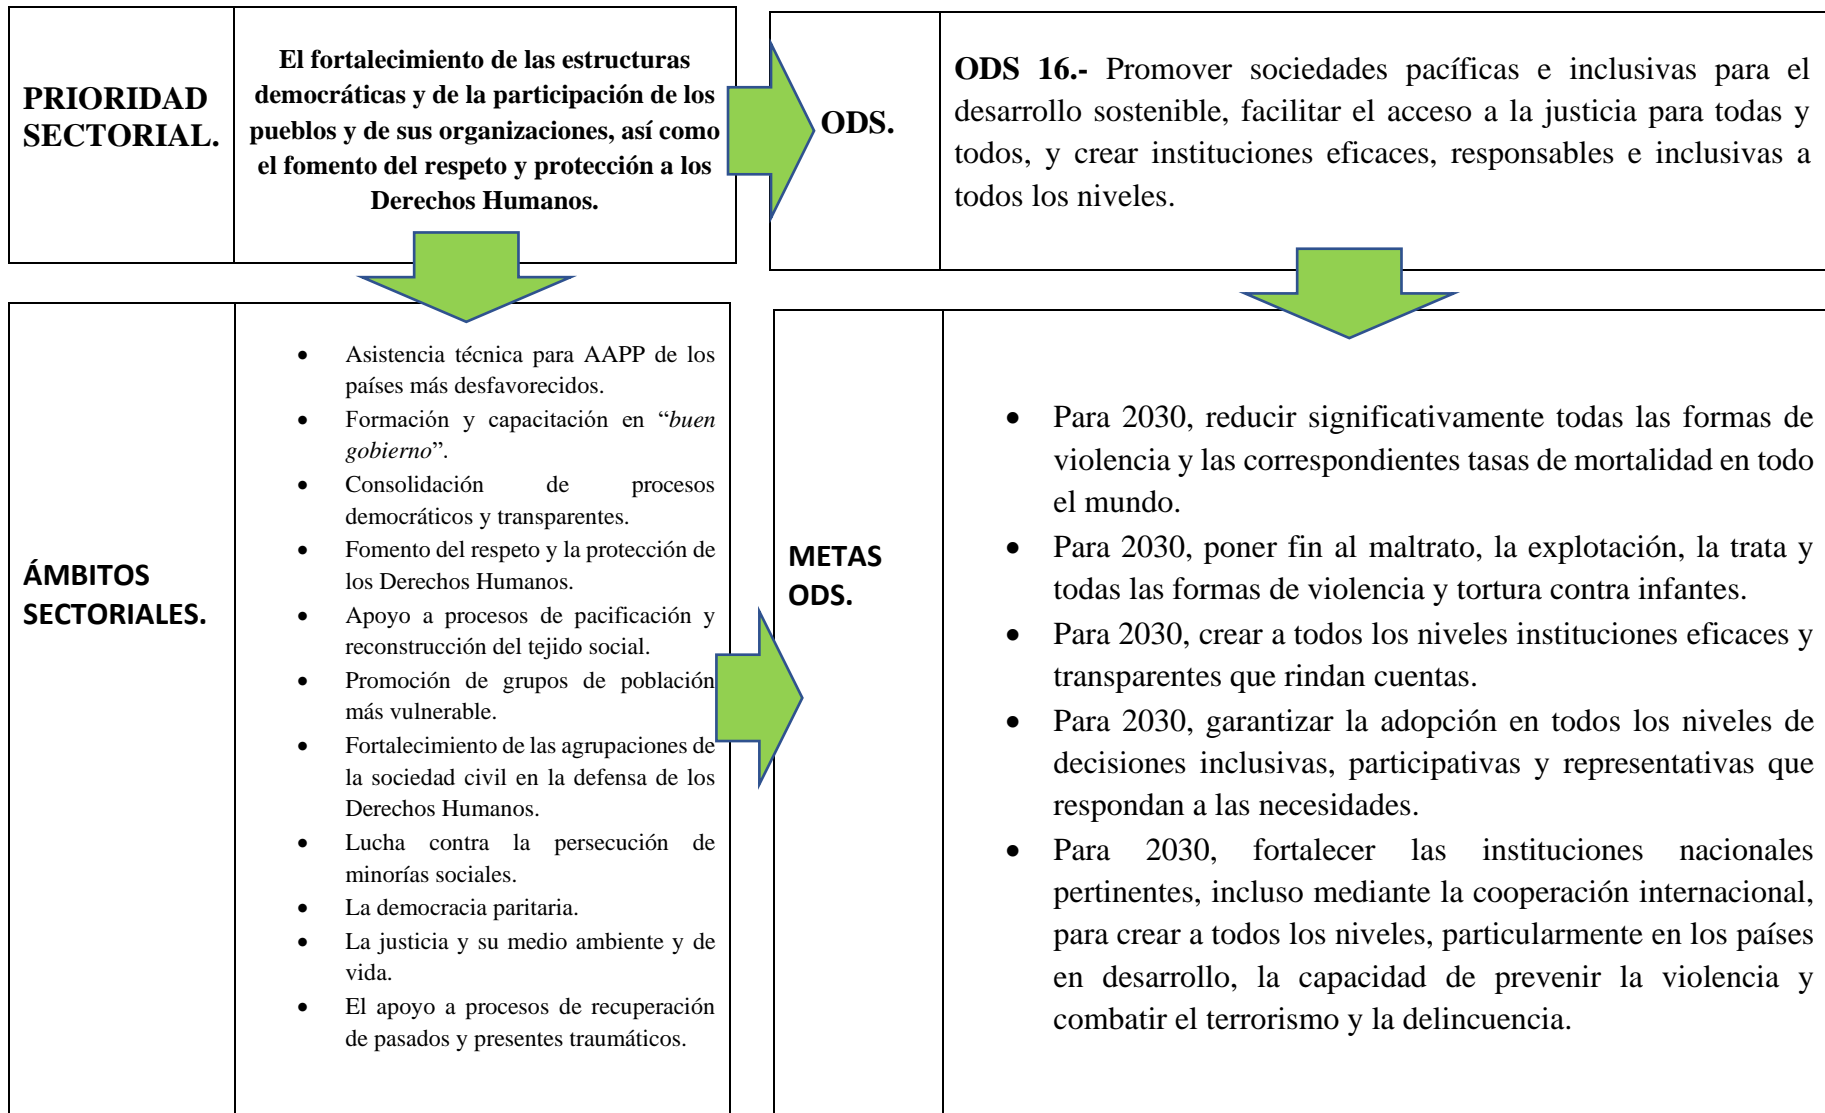 PRIORIDAD
SECTORIAL.
El fortalecimiento de las estructuras
democráticas y de la participación de los
pueblos y de sus organizaciones, así como
el fomento del respeto y protección a los
Derechos Humanos.
ODS.
ODS 16.- Promover sociedades pacíficas e inclusivas para el
desarrollo sostenible, facilitar el acceso a la justicia para todas y
todos, y crear instituciones eficaces, responsables e inclusivas a
todos los niveles.
ÁMBITOS
SECTORIALES.
• Asistencia técnica para AAPP de los
países más desfavorecidos.
• Formación y capacitación en “buen
gobierno”.
• Consolidación de procesos
democráticos y transparentes.
• Fomento del respeto y la protección de
los Derechos Humanos.
• Apoyo a procesos de pacificación y
reconstrucción del tejido social.
• Promoción de grupos de población
más vulnerable.
• Fortalecimiento de las agrupaciones de
la sociedad civil en la defensa de los
Derechos Humanos.
• Lucha contra la persecución de
minorías sociales.
• La democracia paritaria.
• La justicia y su medio ambiente y de
vida.
• El apoyo a procesos de recuperación
de pasados y presentes traumáticos.
METAS
ODS.
• Para 2030, reducir significativamente todas las formas de
violencia y las correspondientes tasas de mortalidad en todo
el mundo.
• Para 2030, poner fin al maltrato, la explotación, la trata y
todas las formas de violencia y tortura contra infantes.
• Para 2030, crear a todos los niveles instituciones eficaces y
transparentes que rindan cuentas.
• Para 2030, garantizar la adopción en todos los niveles de
decisiones inclusivas, participativas y representativas que
respondan a las necesidades.
• Para 2030, fortalecer las instituciones nacionales
pertinentes, incluso mediante la cooperación internacional,
para crear a todos los niveles, particularmente en los países
en desarrollo, la capacidad de prevenir la violencia y
combatir el terrorismo y la delincuencia.